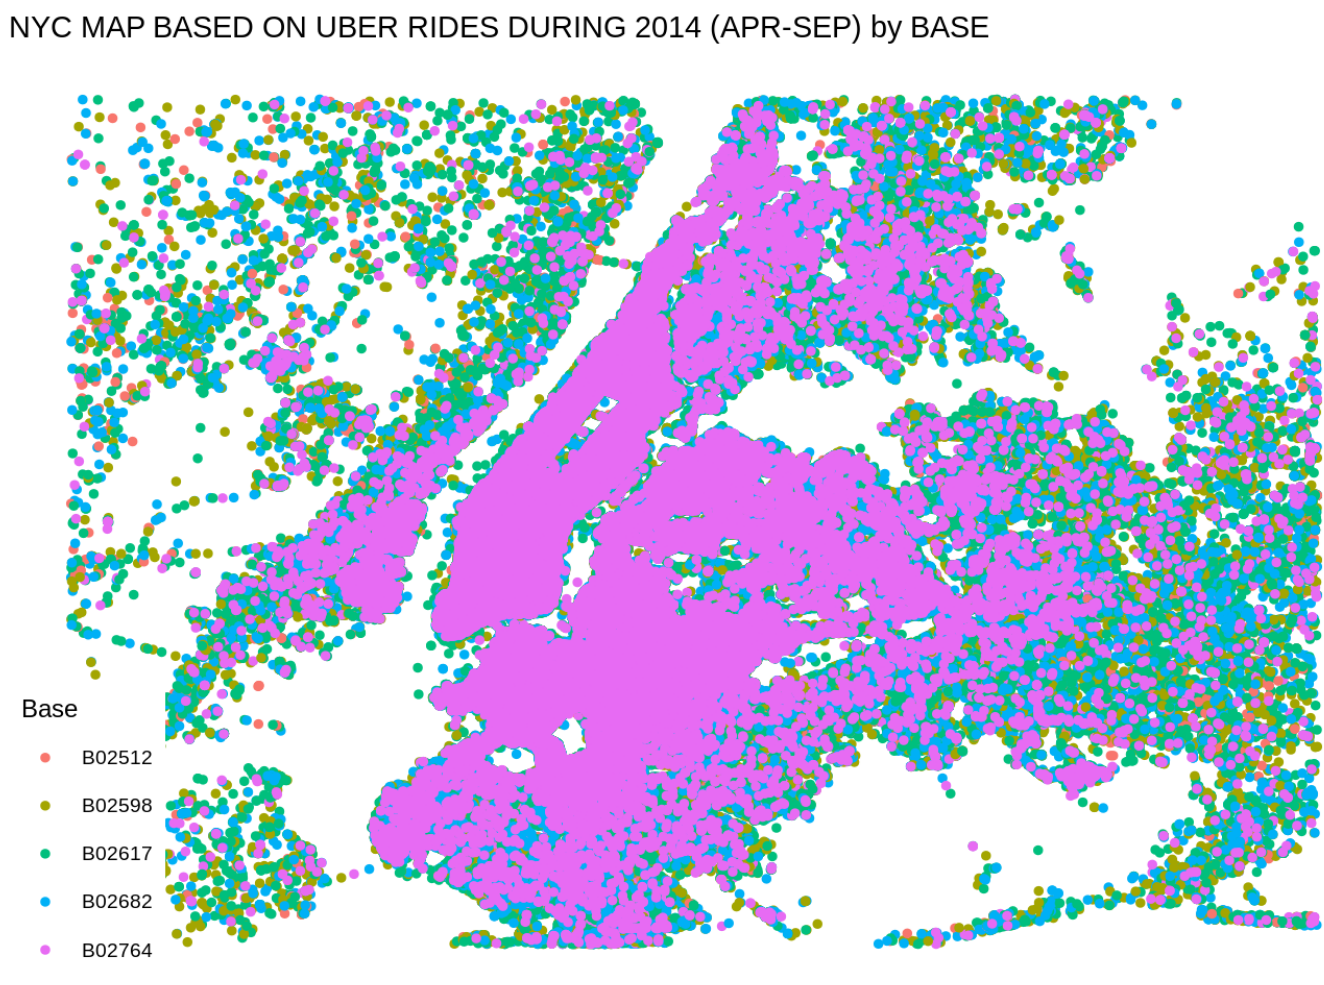 NYC MAP BASED ON UBER RIDES DURING 2014 (APR-SEP) by BASE
Base
B02512
B02598
B02617
B02682
B02764